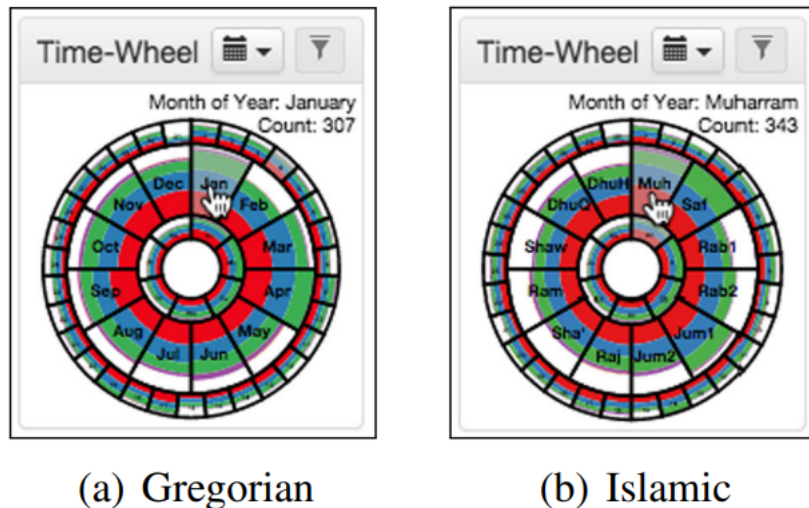 Time-Wheel
Month of Year: January
Count: 307
Jan
Feb
Mar
Apr
May
Jun
Jul
Aug
Sep
Oct
Nov
Dec
(a) Gregorian
Time-Wheel
Month of Year: Muharram
Count: 343
Muh
Saf
Rab1
Rab2
Jum1
Jum2
Raj
Sha'
Ram
Shaw
DhuQ
DhuH
(b) Islamic